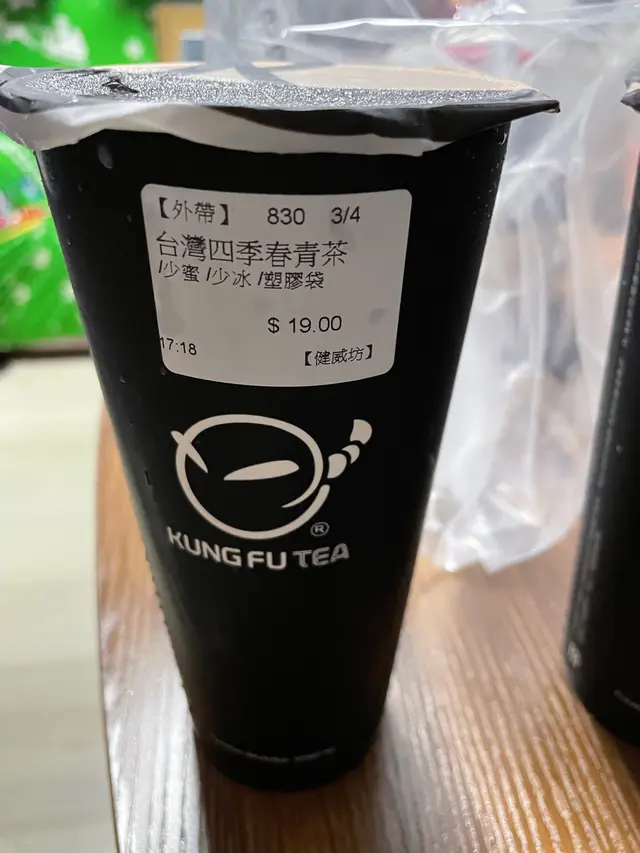 【外帶】 830 3/4
台灣四季春青茶
/少蜜 /少冰 /塑膠袋
$ 19.00
17:18 【健威坊】
®
KUNG FU TEA